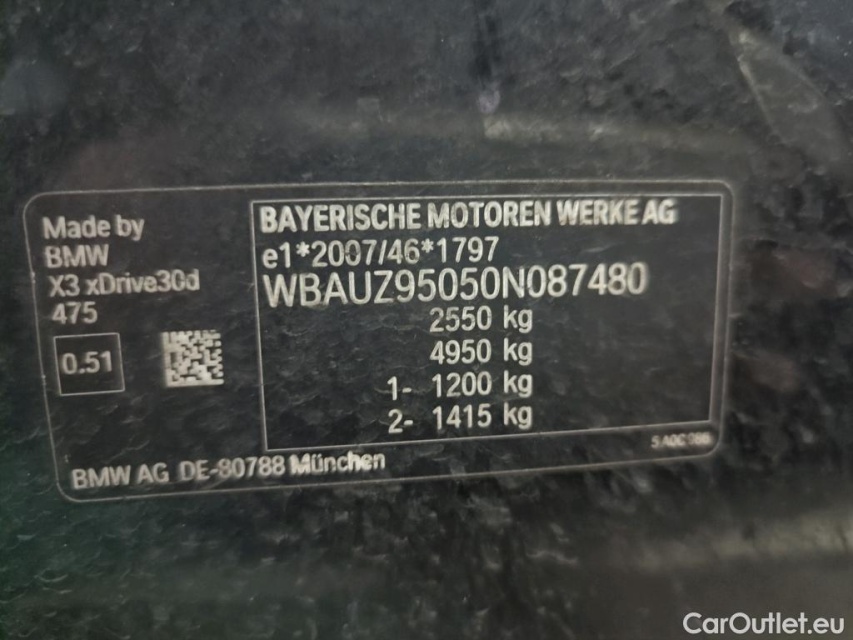 Made by
BMW
X3 xDrive30d
475
0.51
BAYERISCHE MOTOREN WERKE AG
e1*2007/46*1797
WBAUZ95050N087480
2550 kg
4950 kg
1- 1200 kg
2- 1415 kg
BMW AG DE-80788 München
CarOutlet.eu